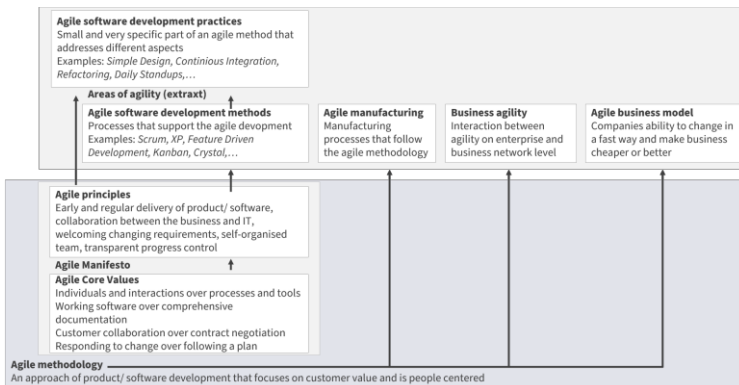 Agile software development practices
Small and very specific part of an agile method that
addresses different aspects
Examples: Simple Design, Continious Integration,
Refactoring, Daily Standups,…
Areas of agility (extraxt)
Agile software development methods
Processes that support the agile devopment
Examples: Scrum, XP, Feature Driven
Development, Kanban, Crystal,…
Agile manufacturing
Manufacturing
processes that follow
the agile methodology
Business agility
Interaction between
agility on enterprise and
business network level
Agile business model
Companies ability to change in
a fast way and make business
cheaper or better
Agile principles
Early and regular delivery of product/ software,
collaboration between the business and IT,
welcoming changing requirements, self-organised
team, transparent progress control
Agile Manifesto
Agile Core Values
Individuals and interactions over processes and tools
Working software over comprehensive
documentation
Customer collaboration over contract negotiation
Responding to change over following a plan
Agile methodology
An approach of product/ software development that focuses on customer value and is people centered